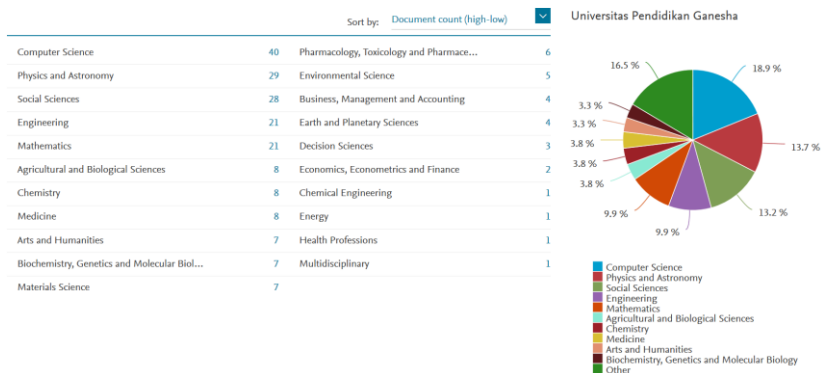 Sort by: Document count (high-low)
Computer Science 40
Physics and Astronomy 29
Social Sciences 28
Engineering 21
Mathematics 21
Agricultural and Biological Sciences 8
Chemistry 8
Medicine 8
Arts and Humanities 7
Biochemistry, Genetics and Molecular Biol... 7
Materials Science 7
Pharmacology, Toxicology and Pharmace... 6
Environmental Science 5
Business, Management and Accounting 4
Earth and Planetary Sciences 4
Decision Sciences 3
Economics, Econometrics and Finance 2
Chemical Engineering 1
Energy 1
Health Professions 1
Multidisciplinary 1
Universitas Pendidikan Ganesha
18.9 %
13.7 %
13.2 %
9.9 %
9.9 %
3.8 %
3.8 %
3.8 %
3.3 %
3.3 %
16.5 %
Computer Science
Physics and Astronomy
Social Sciences
Engineering
Mathematics
Agricultural and Biological Sciences
Chemistry
Medicine
Arts and Humanities
Biochemistry, Genetics and Molecular Biology
Other